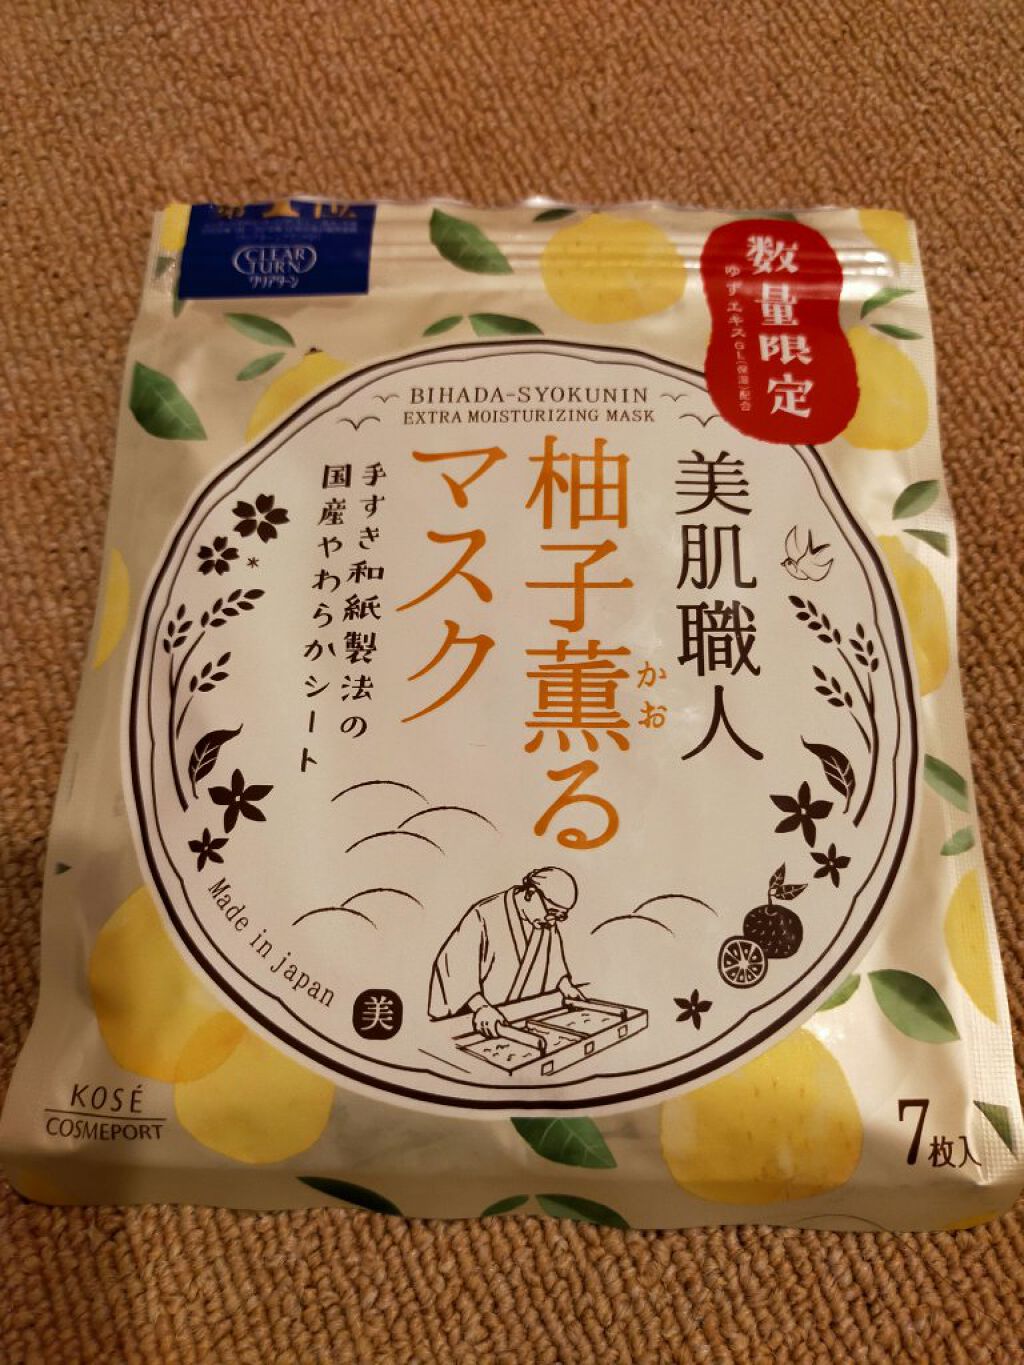 CLEAR
TURN
クリアターン
数量限定
ゆずエキスGL(保湿)配合
BIHADA-SYOKUNIN
EXTRA MOISTURIZING MASK
美肌職人
柚子薫る
かお
マスク
手すき和紙製法の
国産やわらかシート
Made in japan
美
KOSÉ
COSMEPORT
7枚入